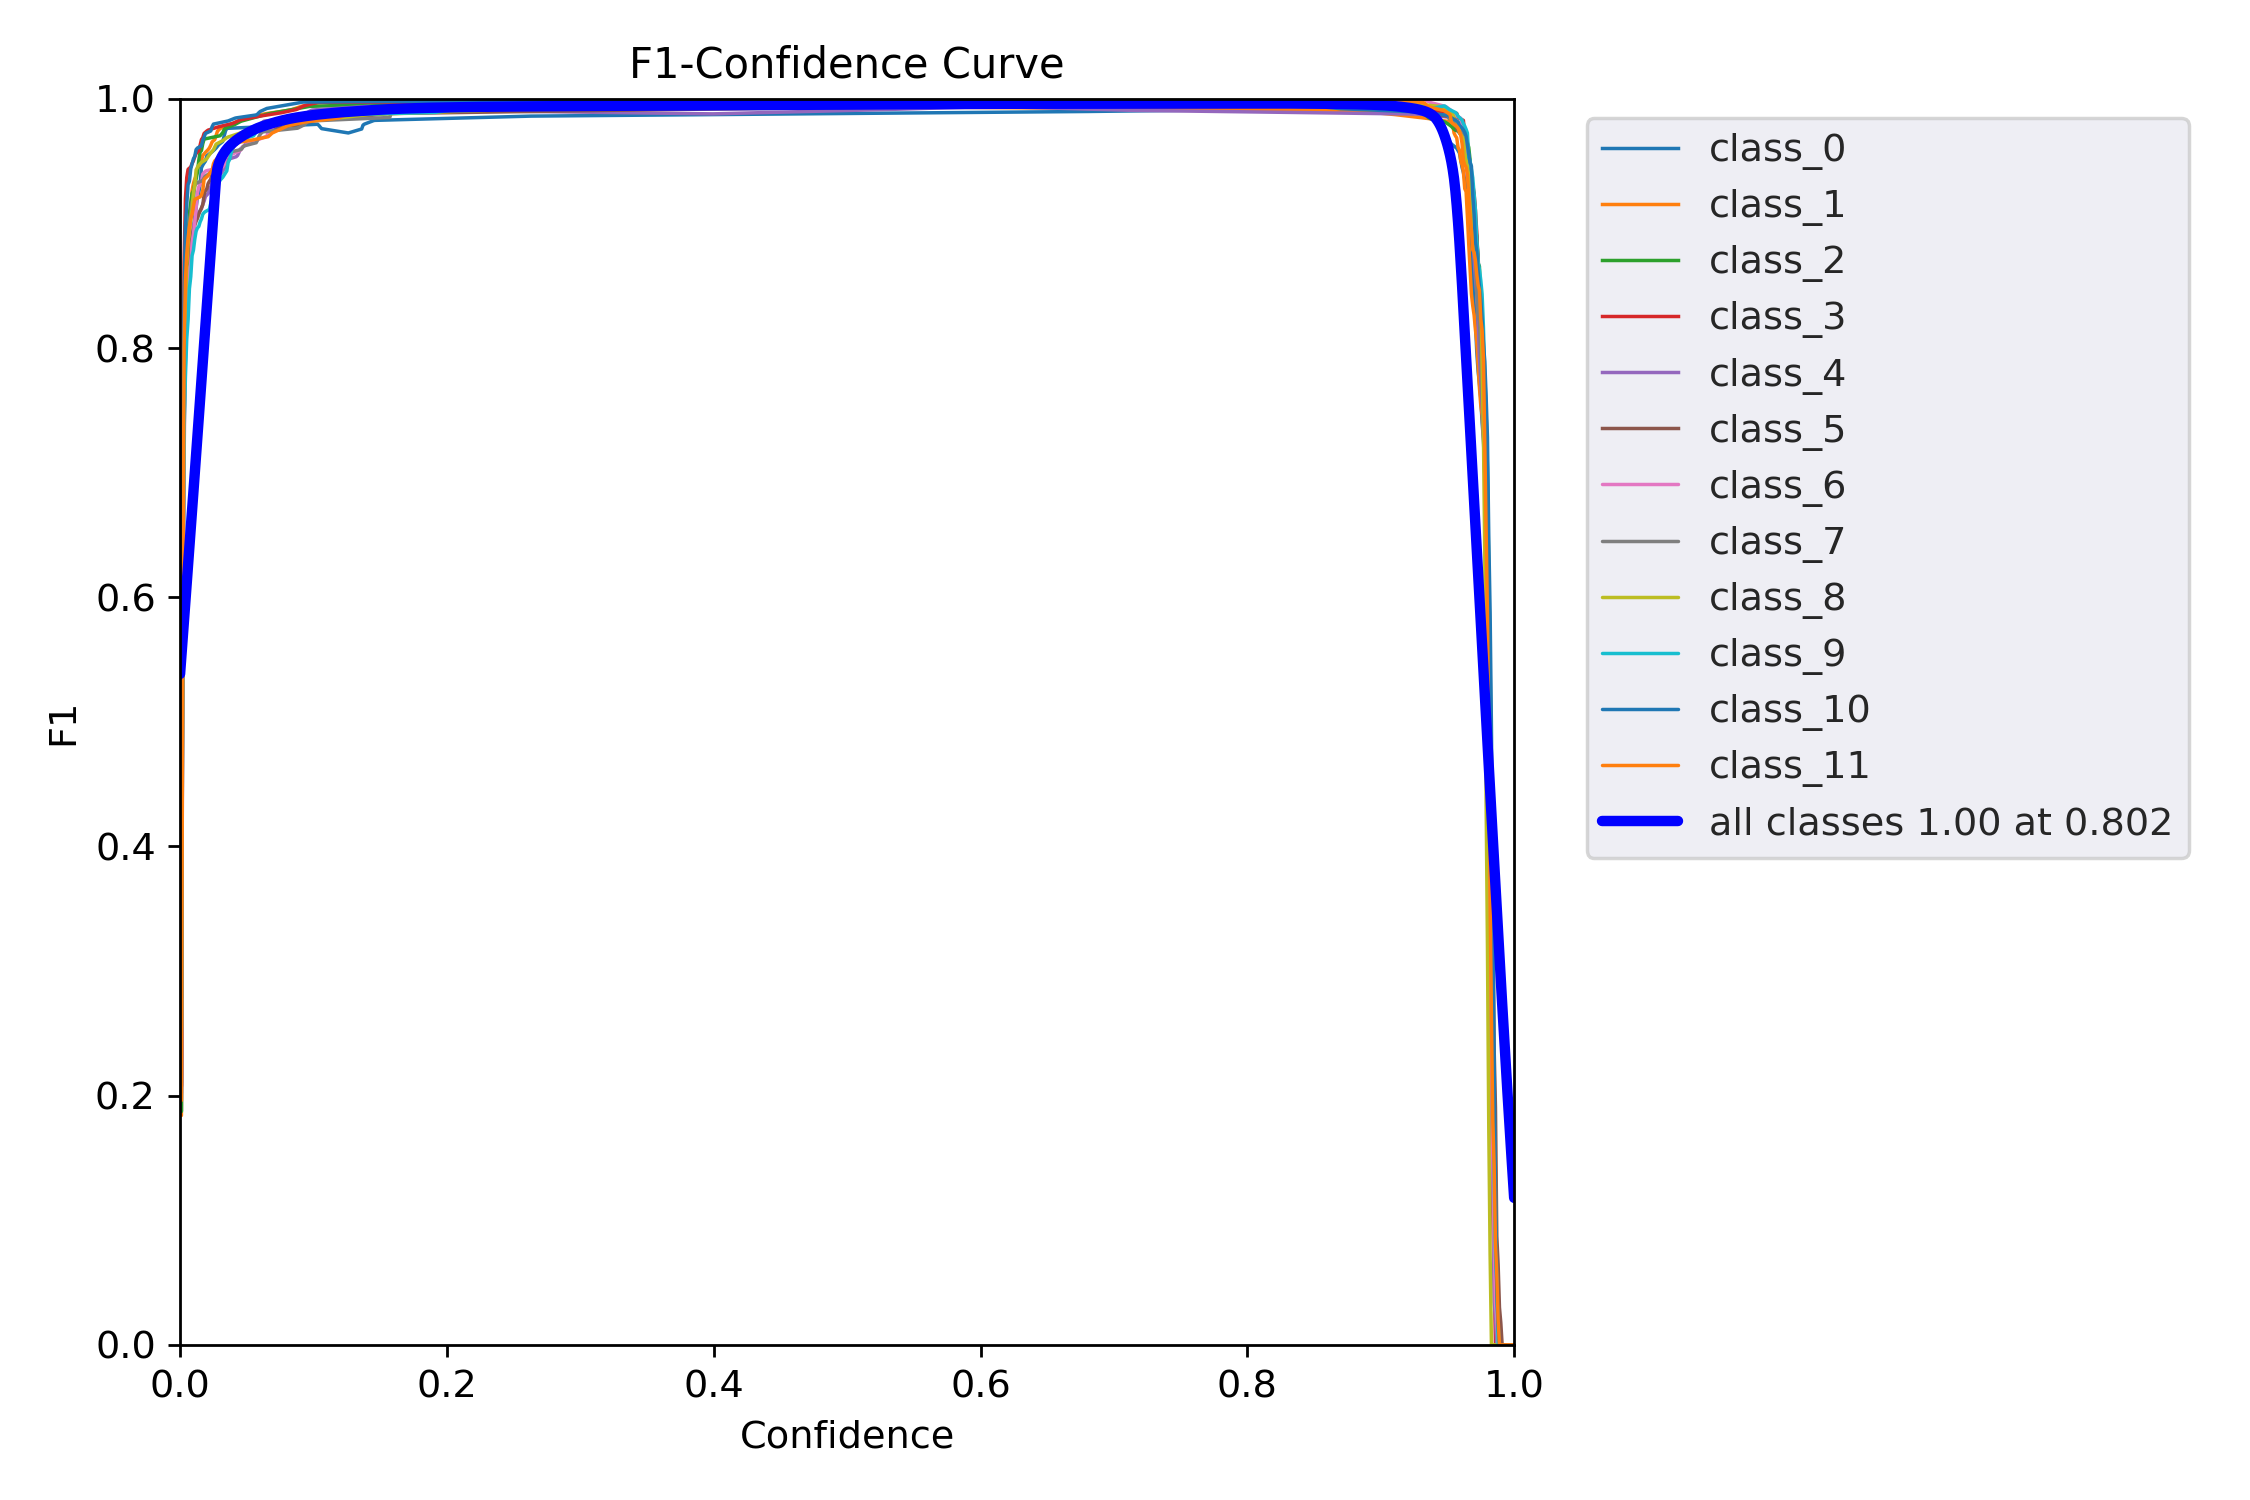 F1-Confidence Curve
1.0
0.8
0.6
0.4
0.2
0.0
F1
0.0 0.2 0.4 0.6 0.8 1.0
Confidence
class_0
class_1
class_2
class_3
class_4
class_5
class_6
class_7
class_8
class_9
class_10
class_11
all classes 1.00 at 0.802